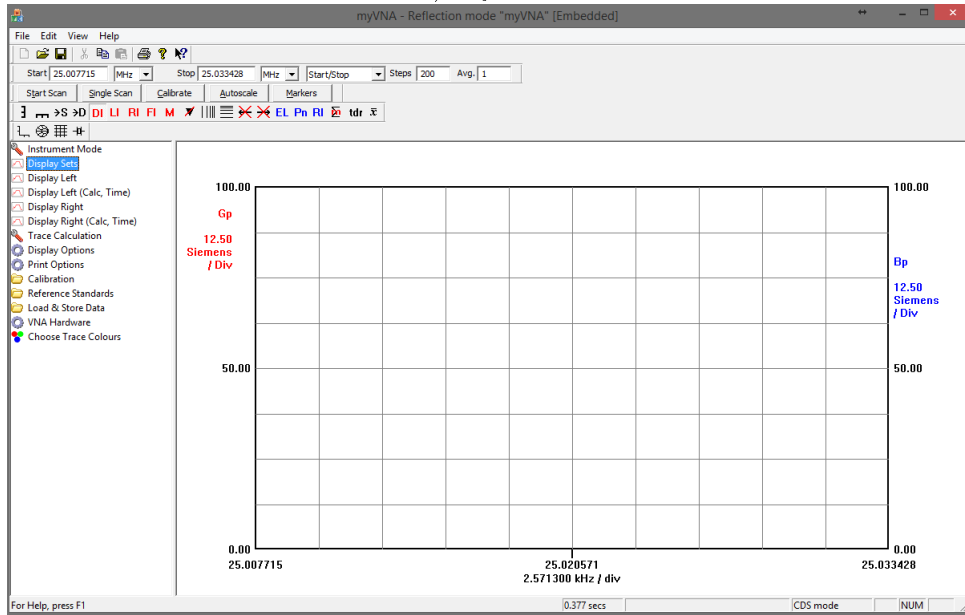 myVNA - Reflection mode "myVNA" [Embedded]
File Edit View Help
Start 25.007715 MHz Stop 25.033428 MHz Start/Stop Steps 200 Avg. 1
Start Scan Single Scan Calibrate Autoscale Markers
→S →D DI LI RI FI M EL Pn RI tdr x̄
Instrument Mode
Display Sets
Display Left
Display Left (Calc, Time)
Display Right
Display Right (Calc, Time)
Trace Calculation
Display Options
Print Options
Calibration
Reference Standards
Load & Store Data
VNA Hardware
Choose Trace Colours
100.00 100.00
Gp
12.50
Siemens
/ Div
Bp
12.50
Siemens
/ Div
50.00 50.00
0.00 0.00
25.007715 25.020571 25.033428
2.571300 kHz / div
For Help, press F1 0.377 secs CDS mode NUM